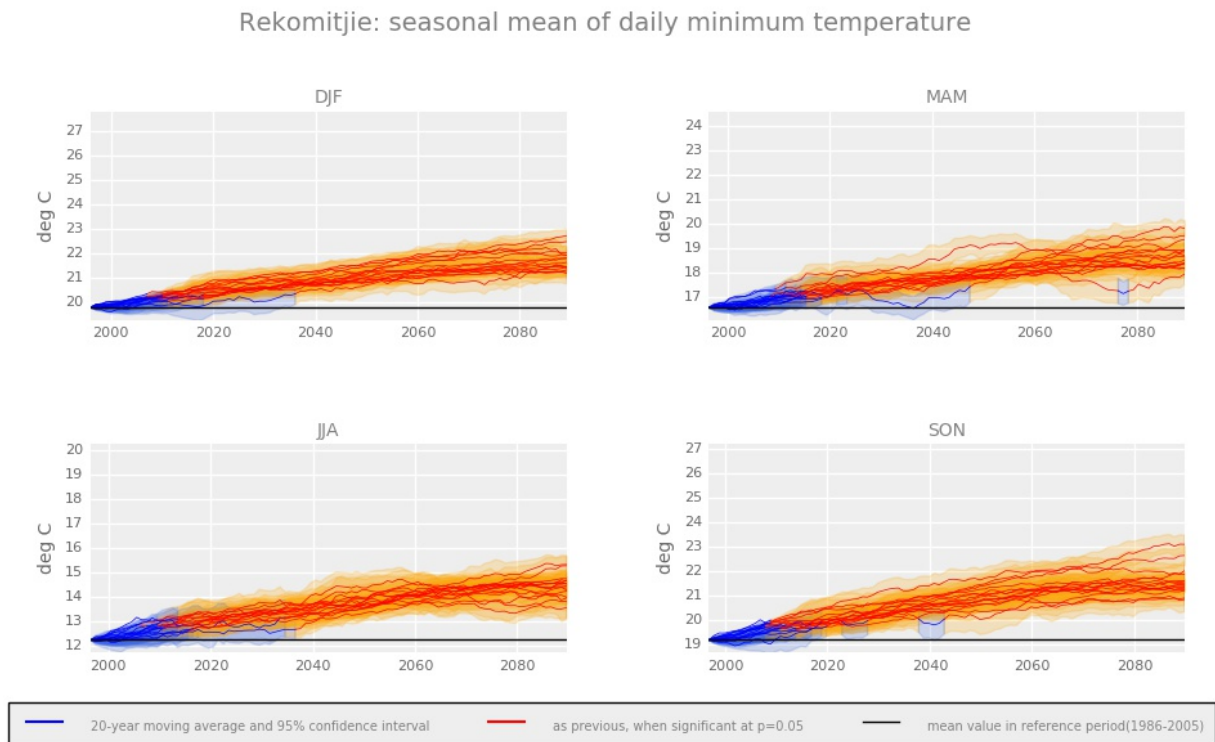 Rekomitjie: seasonal mean of daily minimum temperature
DJF
deg C
27
26
25
24
23
22
21
20
2000 2020 2040 2060 2080
MAM
deg C
24
23
22
21
20
19
18
17
2000 2020 2040 2060 2080
JJA
deg C
20
19
18
17
16
15
14
13
12
2000 2020 2040 2060 2080
SON
deg C
27
26
25
24
23
22
21
20
19
2000 2020 2040 2060 2080
20-year moving average and 95% confidence interval as previous, when significant at p=0.05 mean value in reference period(1986-2005)